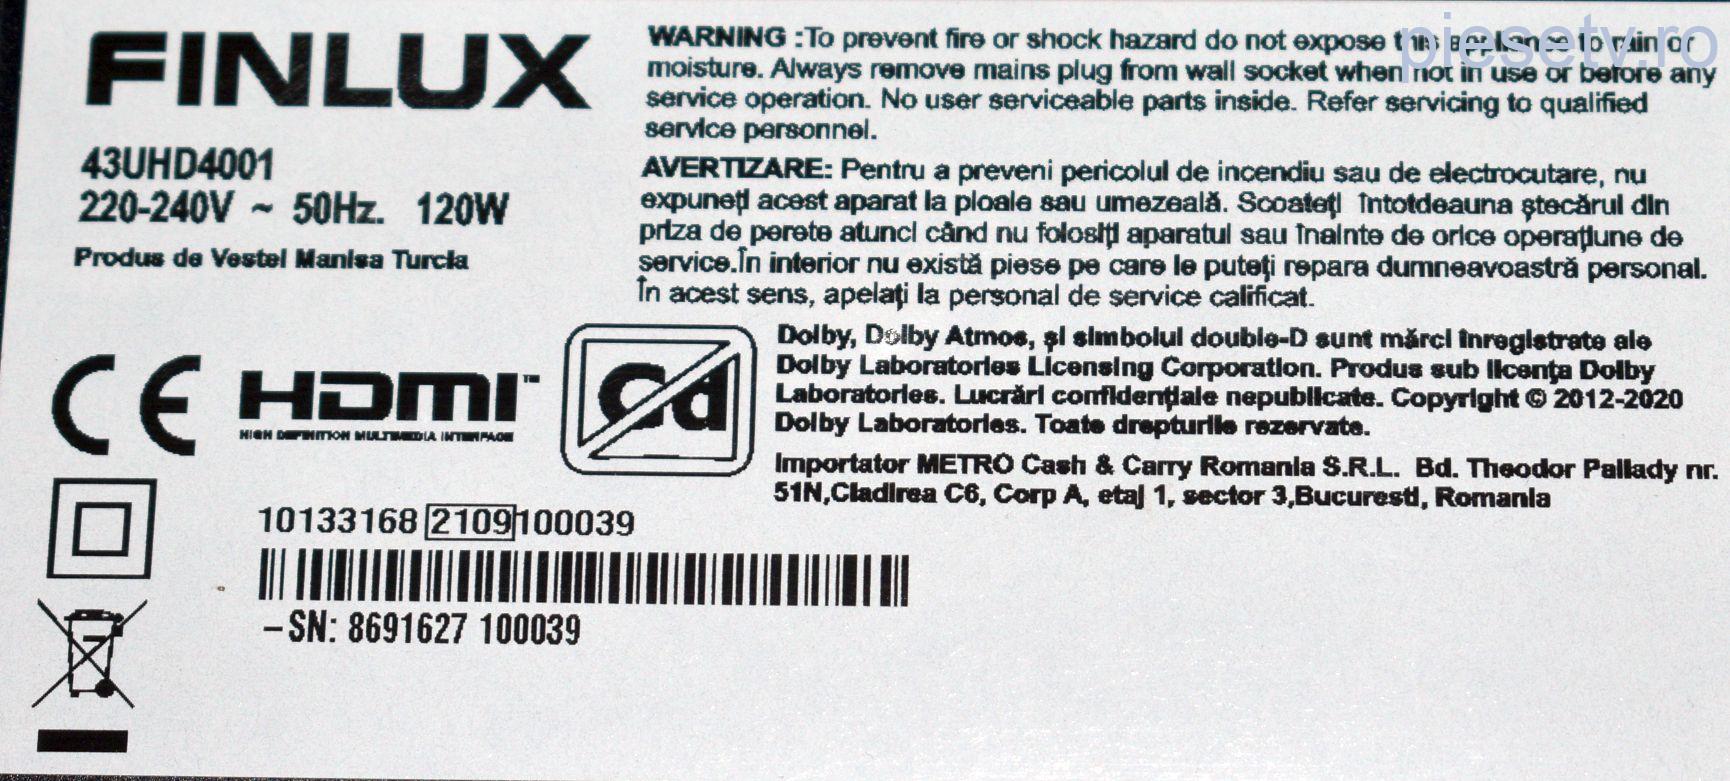 piesetv.ro
FINLUX
43UHD4001
220-240V ~ 50Hz. 120W
Produs de Vestel Manisa Turcia
WARNING :To prevent fire or shock hazard do not expose this appliance to rain or
moisture. Always remove mains plug from wall socket when not in use or before any
service operation. No user serviceable parts inside. Refer servicing to qualified
service personnel.
AVERTIZARE: Pentru a preveni pericolul de incendiu sau de electrocutare, nu
expuneți acest aparat la ploaie sau umezeală. Scoateți întotdeauna ștecărul din
priza de perete atunci când nu folosiți aparatul sau înainte de orice operațiune de
service.În interior nu există piese pe care le puteți repara dumneavoastră personal.
În acest sens, apelați la personal de service calificat.
Dolby, Dolby Atmos, și simbolul double-D sunt mărci înregistrate ale
Dolby Laboratories Licensing Corporation. Produs sub licența Dolby
Laboratories. Lucrări confidențiale nepublicate. Copyright © 2012-2020
Dolby Laboratories. Toate drepturile rezervate.
Importator METRO Cash & Carry Romania S.R.L. Bd. Theodor Pallady nr.
51N,Cladirea C6, Corp A, etaj 1, sector 3,Bucuresti, Romania
CE
HDMI™
HIGH DEFINITION MULTIMEDIA INTERFACE
Cd
10133168 2109 100039
–SN: 8691627 100039